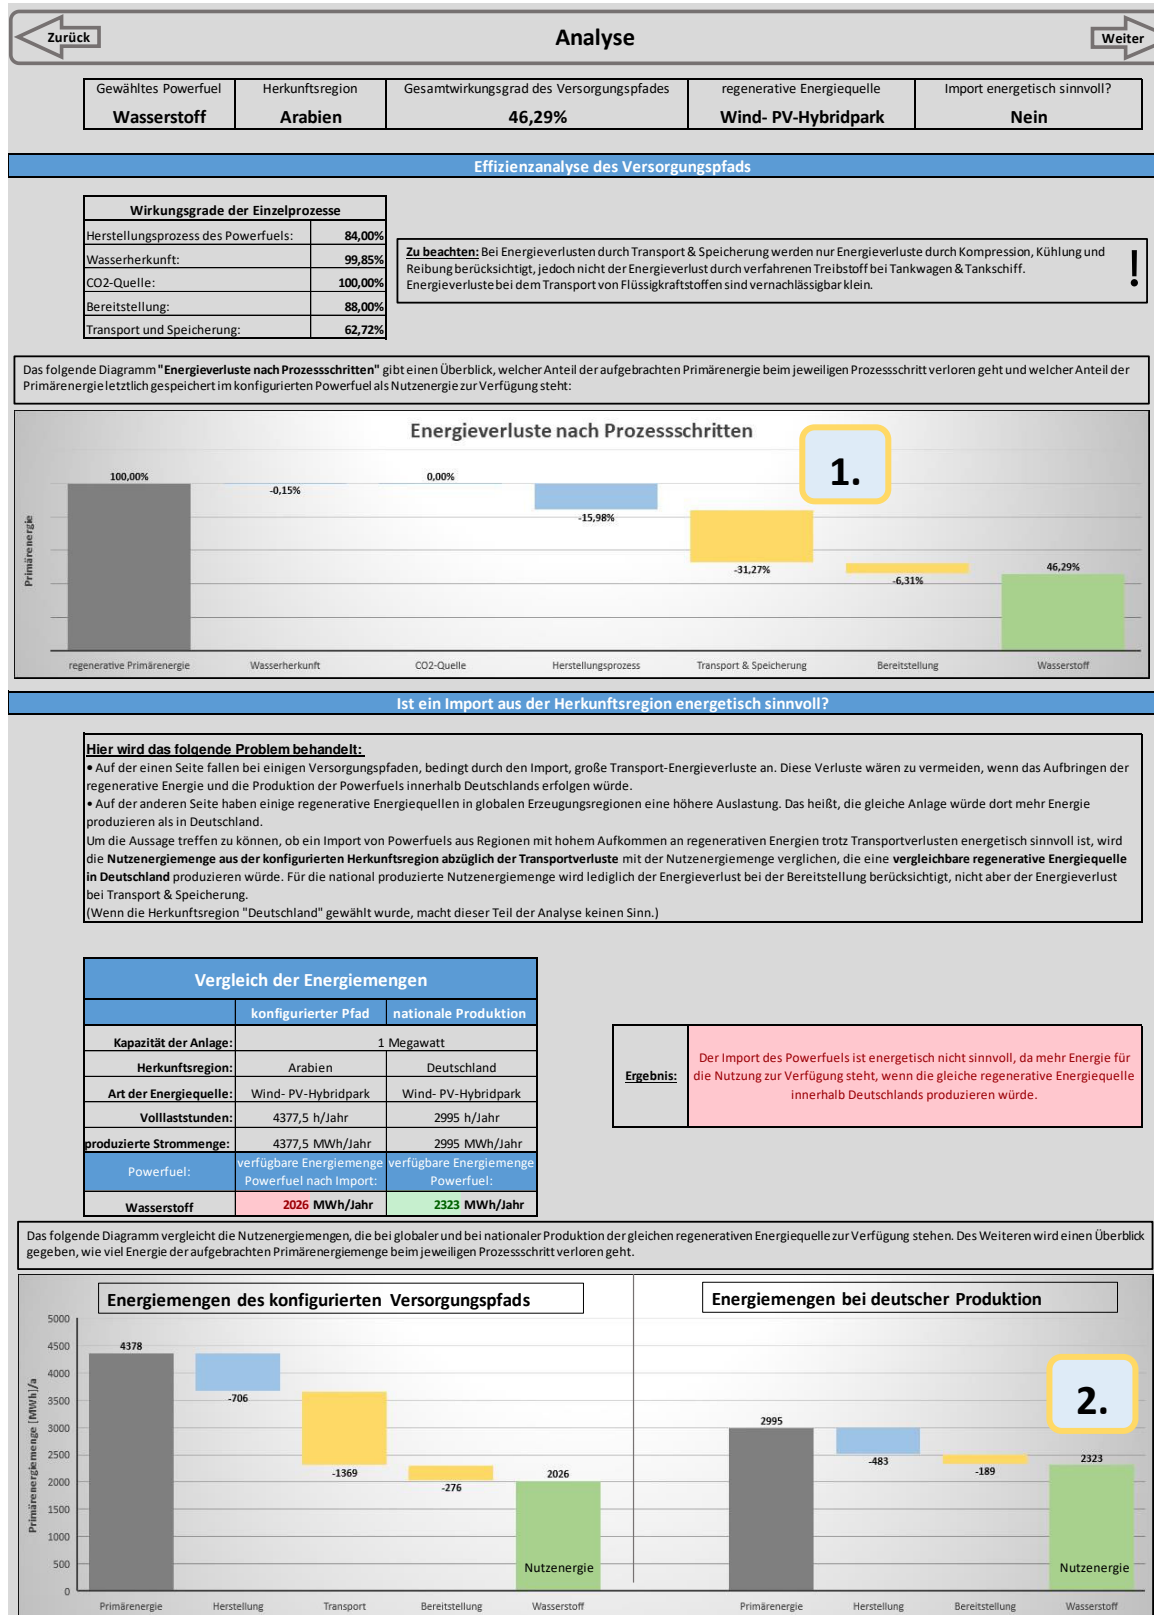 Zurück
Analyse
Weiter
Gewähltes Powerfuel Herkunftsregion Gesamtwirkungsgrad des Versorgungspfades regenerative Energiequelle Import energetisch sinnvoll?
Wasserstoff Arabien 46,29% Wind- PV-Hybridpark Nein
Effizienzanalyse des Versorgungspfads
Wirkungsgrade der Einzelprozesse
Herstellungsprozess des Powerfuels: 84,00%
Wasserherkunft: 99,85%
CO2-Quelle: 100,00%
Bereitstellung: 88,00%
Transport und Speicherung: 62,72%
Zu beachten: Bei Energieverlusten durch Transport & Speicherung werden nur Energieverluste durch Kompression, Kühlung und
Reibung berücksichtigt, jedoch nicht der Energieverlust durch verfahrenen Treibstoff bei Tankwagen & Tankschiff.
Energieverluste bei dem Transport von Flüssigkraftstoffen sind vernachlässigbar klein.
!
Das folgende Diagramm "Energieverluste nach Prozessschritten" gibt einen Überblick, welcher Anteil der aufgebrachten Primärenergie beim jeweiligen Prozessschritt verloren geht und welcher Anteil der
Primärenergie letztlich gespeichert im konfigurierten Powerfuel als Nutzenergie zur Verfügung steht:
Energieverluste nach Prozessschritten
1.
100,00% -0,15% 0,00% -15,98% -31,27% -6,31% 46,29%
Primärenergie
regenerative Primärenergie Wasserherkunft CO2-Quelle Herstellungsprozess Transport & Speicherung Bereitstellung Wasserstoff
Ist ein Import aus der Herkunftsregion energetisch sinnvoll?
Hier wird das folgende Problem behandelt:
• Auf der einen Seite fallen bei einigen Versorgungspfaden, bedingt durch den Import, große Transport-Energieverluste an. Diese Verluste wären zu vermeiden, wenn das Aufbringen der
regenerative Energie und die Produktion der Powerfuels innerhalb Deutschlands erfolgen würde.
• Auf der anderen Seite haben einige regenerative Energiequellen in globalen Erzeugungsregionen eine höhere Auslastung. Das heißt, die gleiche Anlage würde dort mehr Energie
produzieren als in Deutschland.
Um die Aussage treffen zu können, ob ein Import von Powerfuels aus Regionen mit hohem Aufkommen an regenerativen Energien trotz Transportverlusten energetisch sinnvoll ist, wird
die Nutzenergiemenge aus der konfigurierten Herkunftsregion abzüglich der Transportverluste mit der Nutzenergiemenge verglichen, die eine vergleichbare regenerative Energiequelle
in Deutschland produzieren würde. Für die national produzierte Nutzenergiemenge wird lediglich der Energieverlust bei der Bereitstellung berücksichtigt, nicht aber der Energieverlust
bei Transport & Speicherung.
(Wenn die Herkunftsregion "Deutschland" gewählt wurde, macht dieser Teil der Analyse keinen Sinn.)
Vergleich der Energiemengen
konfigurierter Pfad nationale Produktion
Kapazität der Anlage: 1 Megawatt
Herkunftsregion: Arabien Deutschland
Art der Energiequelle: Wind- PV-Hybridpark Wind- PV-Hybridpark
Volllaststunden: 4377,5 h/Jahr 2995 h/Jahr
produzierte Strommenge: 4377,5 MWh/Jahr 2995 MWh/Jahr
Powerfuel: verfügbare Energiemenge Powerfuel nach Import: verfügbare Energiemenge Powerfuel:
Wasserstoff 2026 MWh/Jahr 2323 MWh/Jahr
Ergebnis:
Der Import des Powerfuels ist energetisch nicht sinnvoll, da mehr Energie für
die Nutzung zur Verfügung steht, wenn die gleiche regenerative Energiequelle
innerhalb Deutschlands produzieren würde.
Das folgende Diagramm vergleicht die Nutzenergiemengen, die bei globaler und bei nationaler Produktion der gleichen regenerativen Energiequelle zur Verfügung stehen. Des Weiteren wird einen Überblick
gegeben, wie viel Energie der aufgebrachten Primärenergiemenge beim jeweiligen Prozessschritt verloren geht.
Energiemengen des konfigurierten Versorgungspfads
Primärenergiemenge [MWh]/a
5000
4500
4000
3500
3000
2500
2000
1500
1000
500
0
4378 -706 -1369 -276 2026
Nutzenergie
Primärenergie Herstellung Transport Bereitstellung Wasserstoff
Energiemengen bei deutscher Produktion
2.
2995 -483 -189 2323
Nutzenergie
Primärenergie Herstellung Bereitstellung Wasserstoff